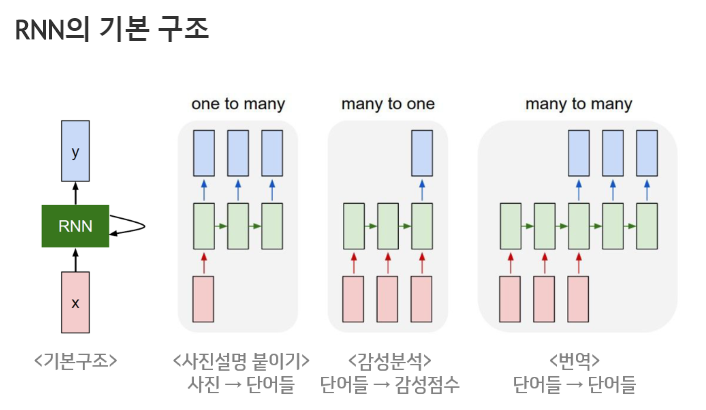 RNN의 기본 구조
one to many
many to one
many to many
y
RNN
x
<기본구조>
<사진설명 붙이기>
사진 → 단어들
<감성분석>
단어들 → 감성점수
<번역>
단어들 → 단어들